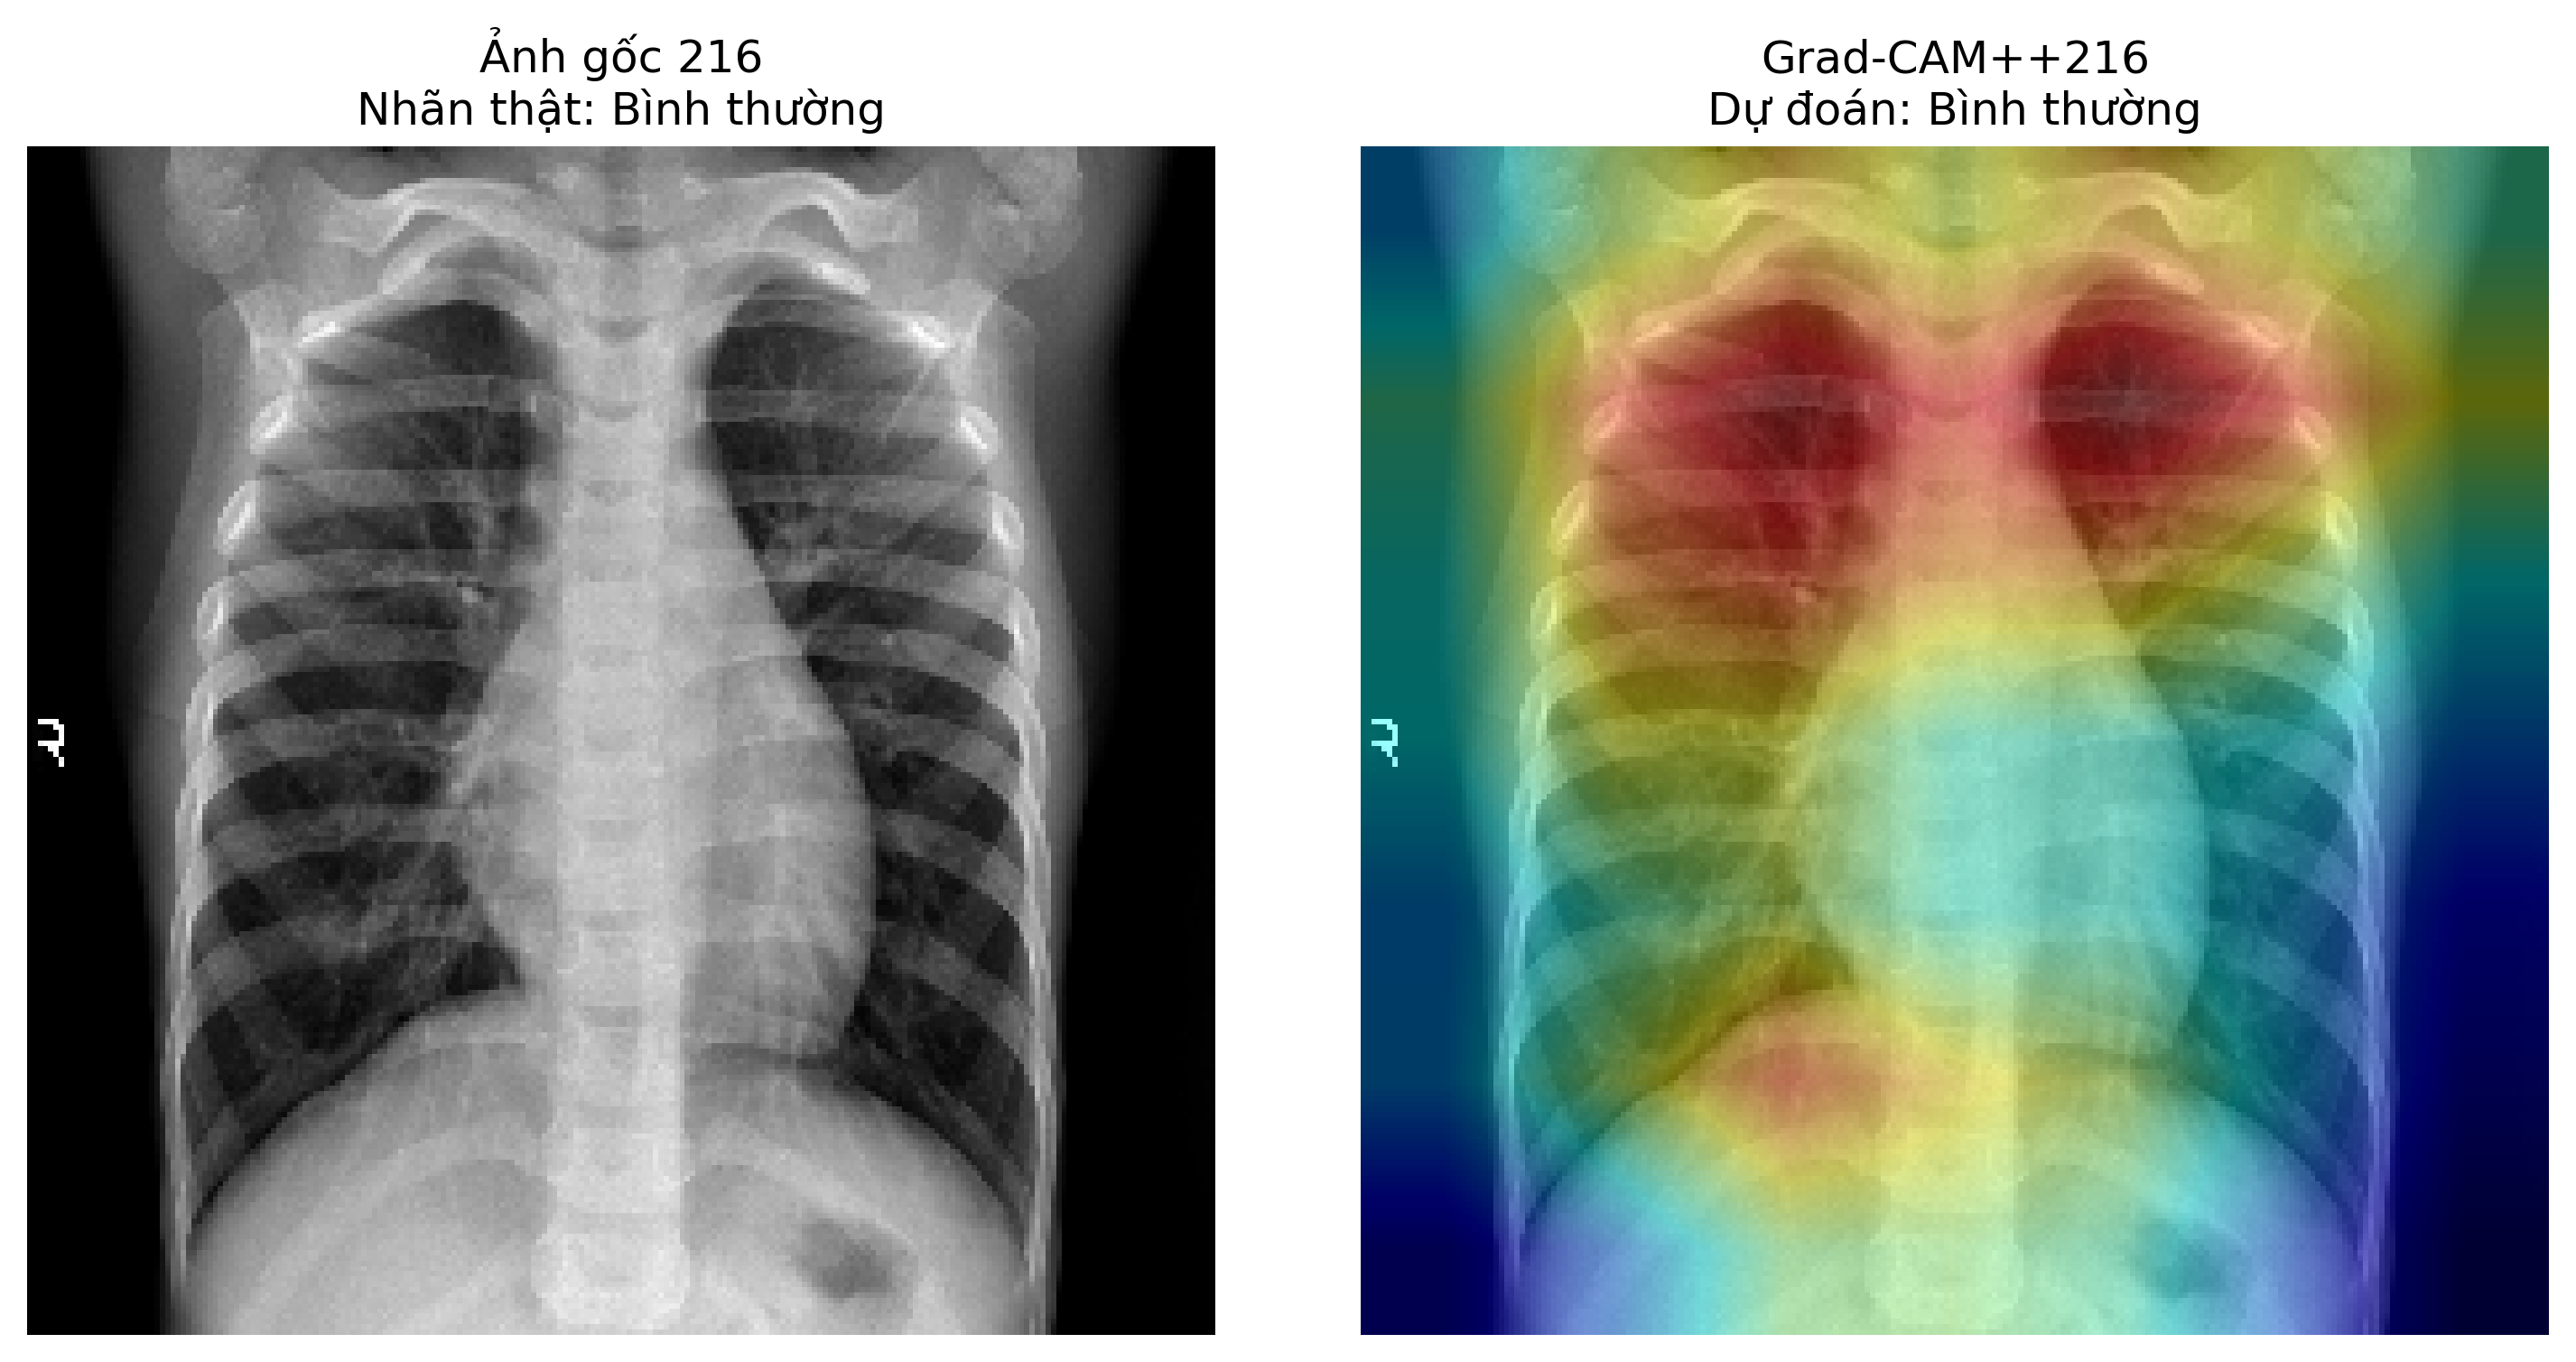 Ảnh gốc 216
Nhãn thật: Bình thường
Grad-CAM++216
Dự đoán: Bình thường
R
R